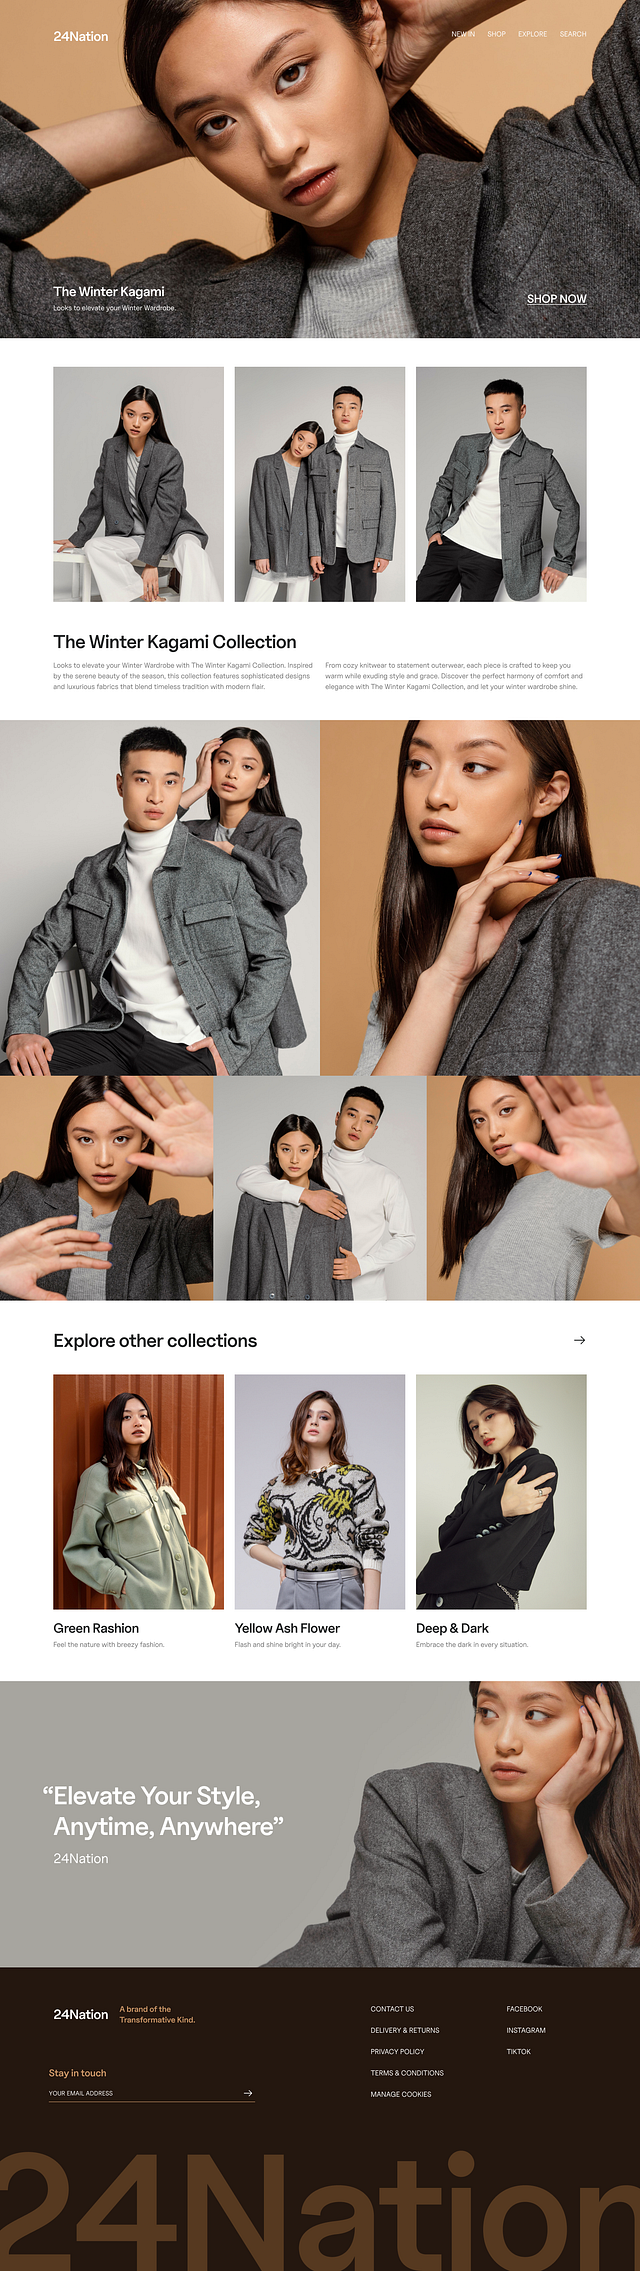 24Nation
NEW IN SHOP EXPLORE SEARCH
The Winter Kagami
Looks to elevate your Winter Wardrobe.
SHOP NOW
The Winter Kagami Collection
Looks to elevate your Winter Wardrobe with The Winter Kagami Collection. Inspired
by the serene beauty of the season, this collection features sophisticated designs
and luxurious fabrics that blend timeless tradition with modern flair.
From cozy knitwear to statement outerwear, each piece is crafted to keep you
warm while exuding style and grace. Discover the perfect harmony of comfort and
elegance with The Winter Kagami Collection, and let your winter wardrobe shine.
Explore other collections
Green Rashion
Feel the nature with breezy fashion.
Yellow Ash Flower
Flash and shine bright in your day.
Deep & Dark
Embrace the dark in every situation.
“Elevate Your Style,
Anytime, Anywhere”
24Nation
24Nation
A brand of the
Transformative Kind.
Stay in touch
YOUR EMAIL ADDRESS
CONTACT US
DELIVERY & RETURNS
PRIVACY POLICY
TERMS & CONDITIONS
MANAGE COOKIES
FACEBOOK
INSTAGRAM
TIKTOK
24Nation